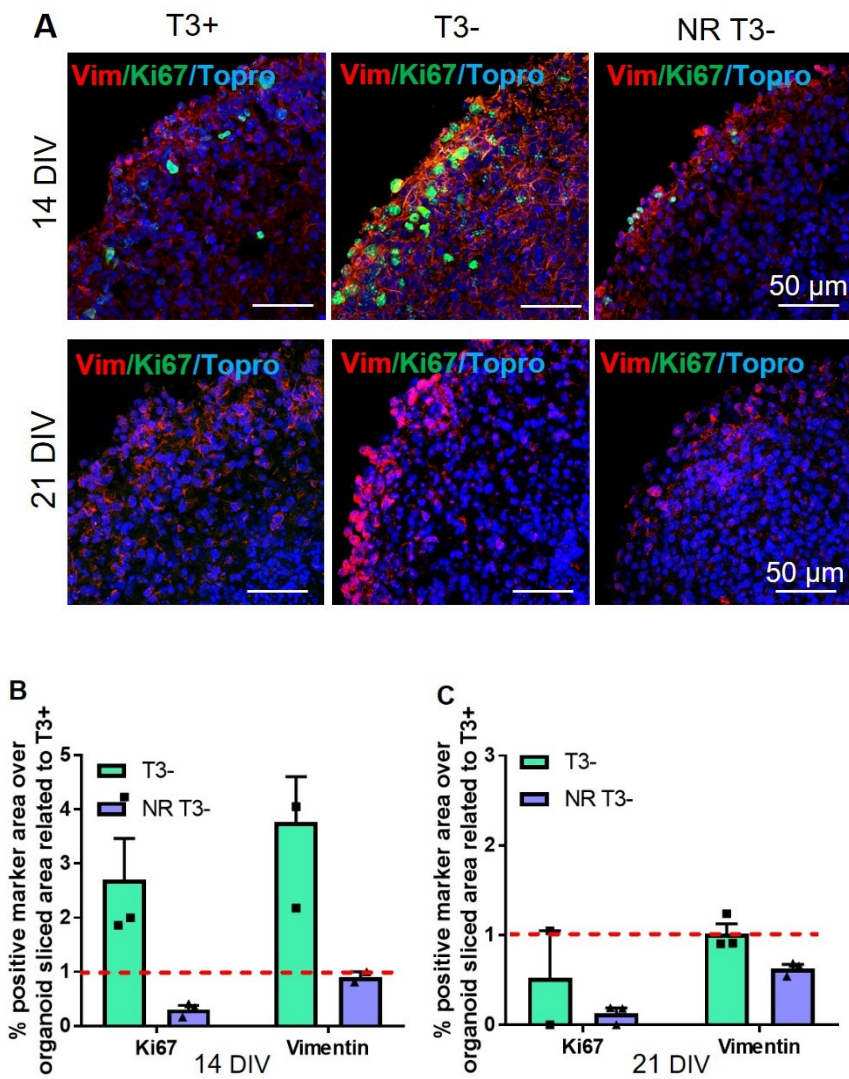 A
T3+
T3-
NR T3-
14 DIV
Vim/Ki67/Topro
Vim/Ki67/Topro
Vim/Ki67/Topro
50 µm
21 DIV
Vim/Ki67/Topro
Vim/Ki67/Topro
Vim/Ki67/Topro
50 µm
B
% positive marker area over
organoid sliced area related to T3+
5
4
3
2
1
0
T3-
NR T3-
Ki67
Vimentin
14 DIV
C
% positive marker area over
organoid sliced area related to T3+
3
2
1
0
T3-
NR T3-
Ki67
Vimentin
21 DIV